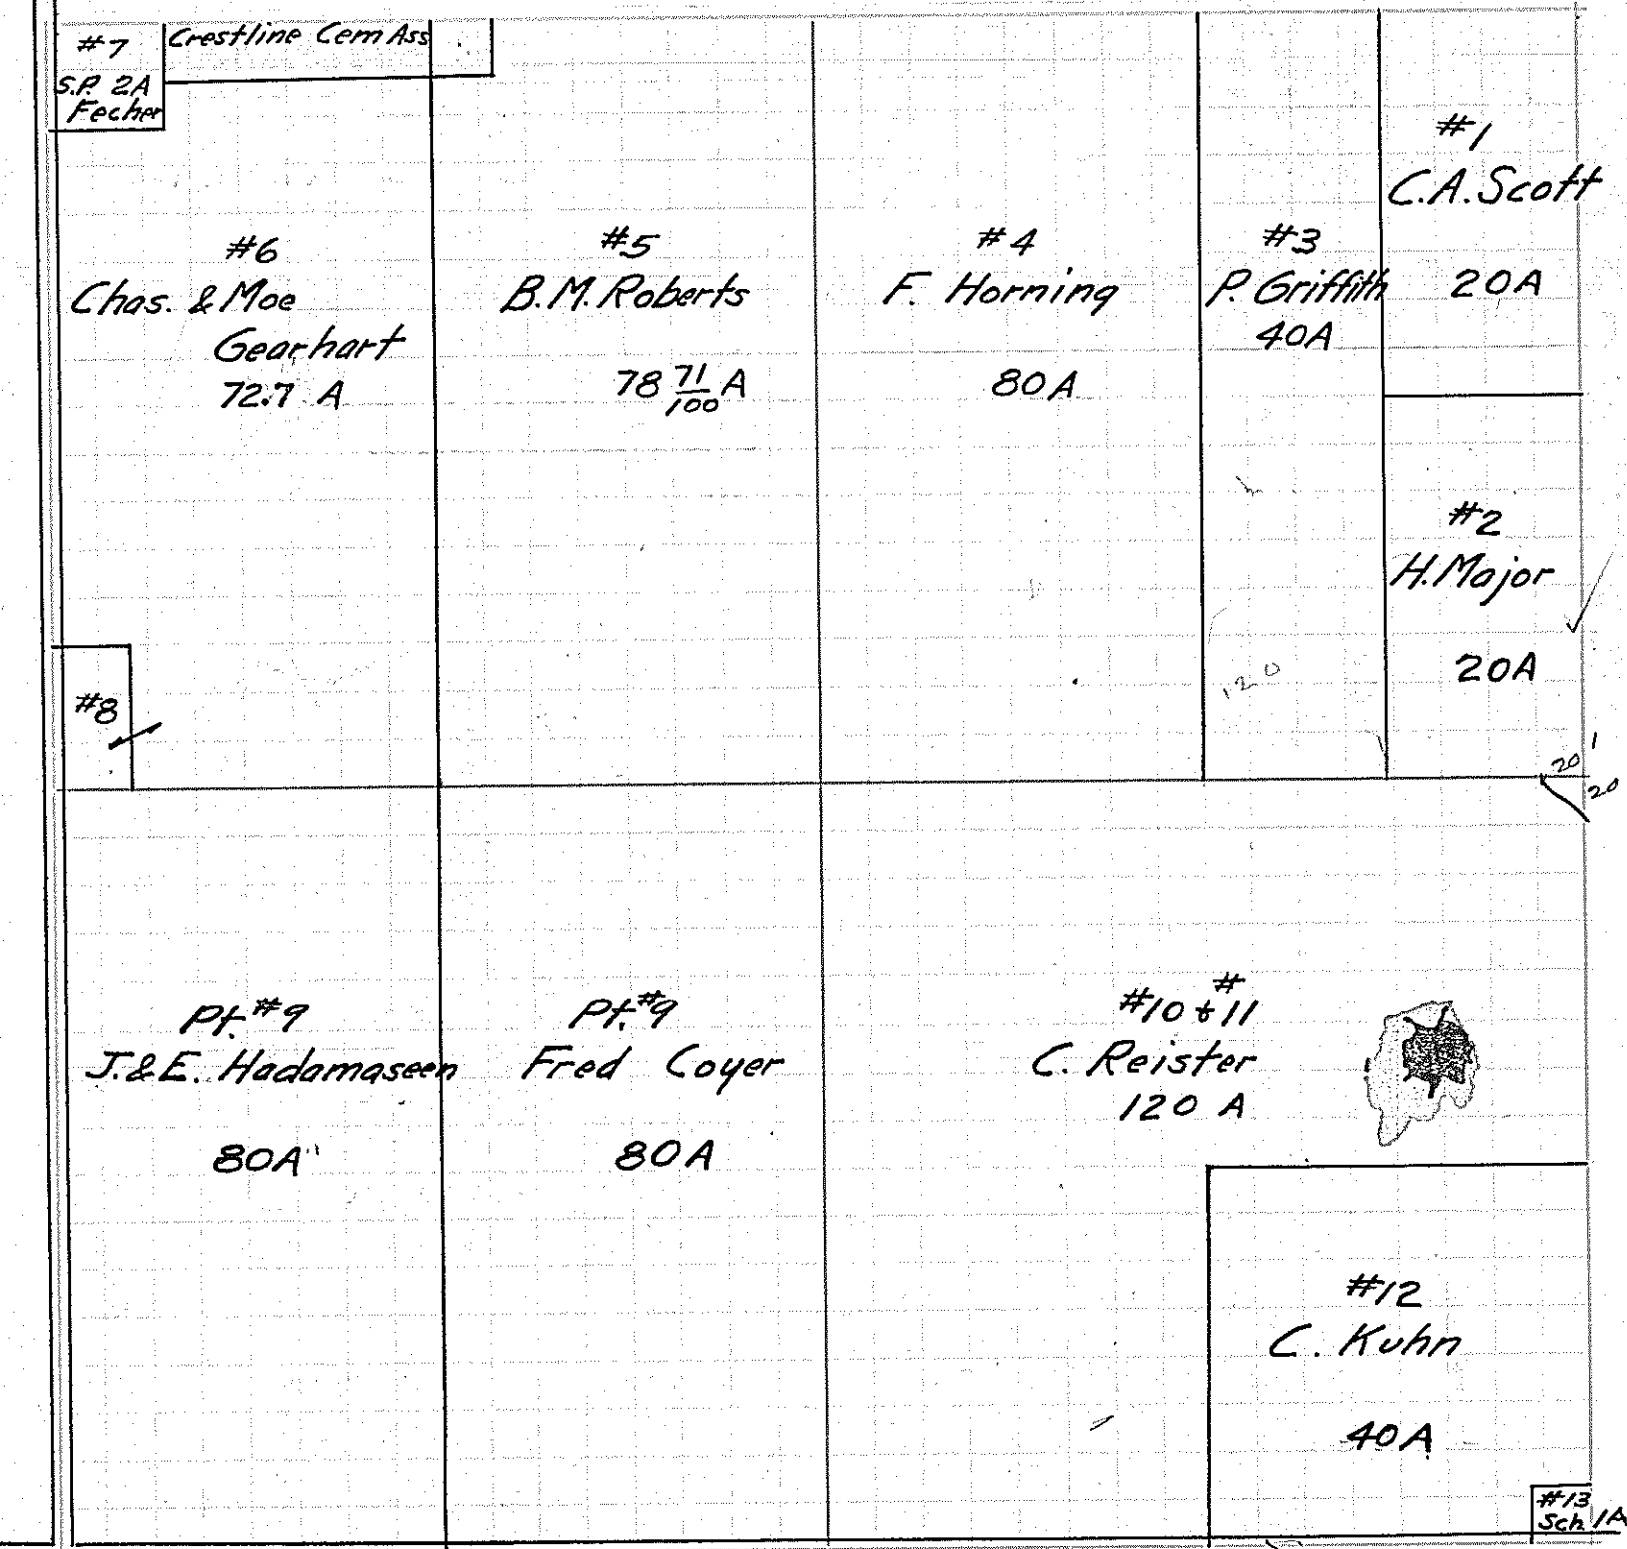 #7
S.P. 2A
Fecher
Crestline Cem Ass
#6
Chas. & Moe
Gearhart
72.7 A
#5
B.M. Roberts
78 71/100 A
#4
F. Horning
80A
#3
P. Griffith
40A
#1
C.A. Scott
20A
#2
H. Major
20A
120
#8
20'
20
Pt. #9
J.&E. Hadamaseen
80A
Pt. #9
Fred Coyer
80A
#10 & #11
C. Reister
120 A
#12
C. Kuhn
40A
#13
Sch 1A